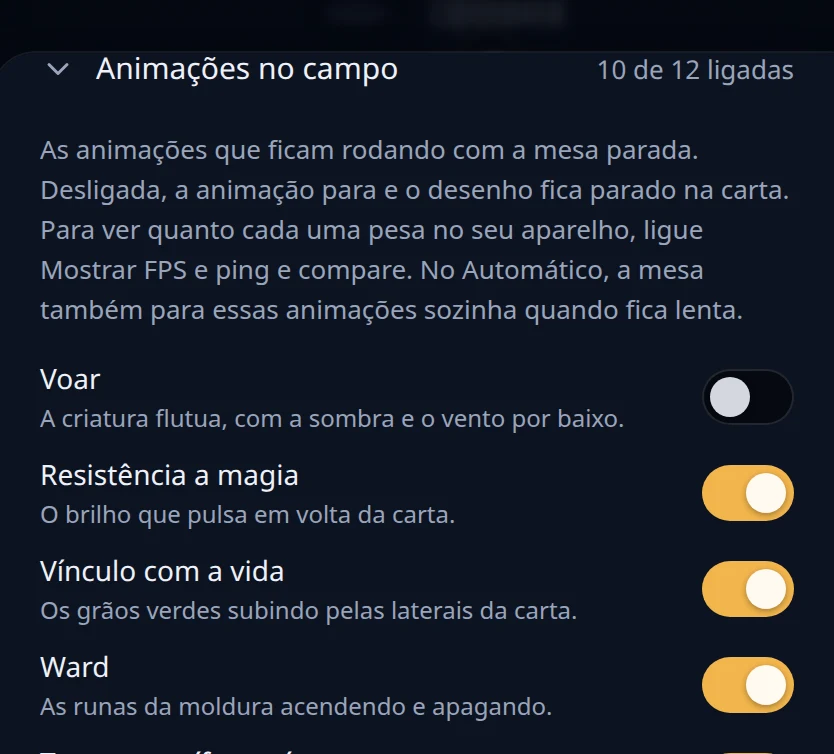 Animações no campo
10 de 12 ligadas
As animações que ficam rodando com a mesa parada.
Desligada, a animação para e o desenho fica parado na carta.
Para ver quanto cada uma pesa no seu aparelho, ligue
Mostrar FPS e ping e compare. No Automático, a mesa
também para essas animações sozinha quando fica lenta.
Voar
A criatura flutua, com a sombra e o vento por baixo.
Resistência a magia
O brilho que pulsa em volta da carta.
Vínculo com a vida
Os grãos verdes subindo pelas laterais da carta.
Ward
As runas da moldura acendendo e apagando.